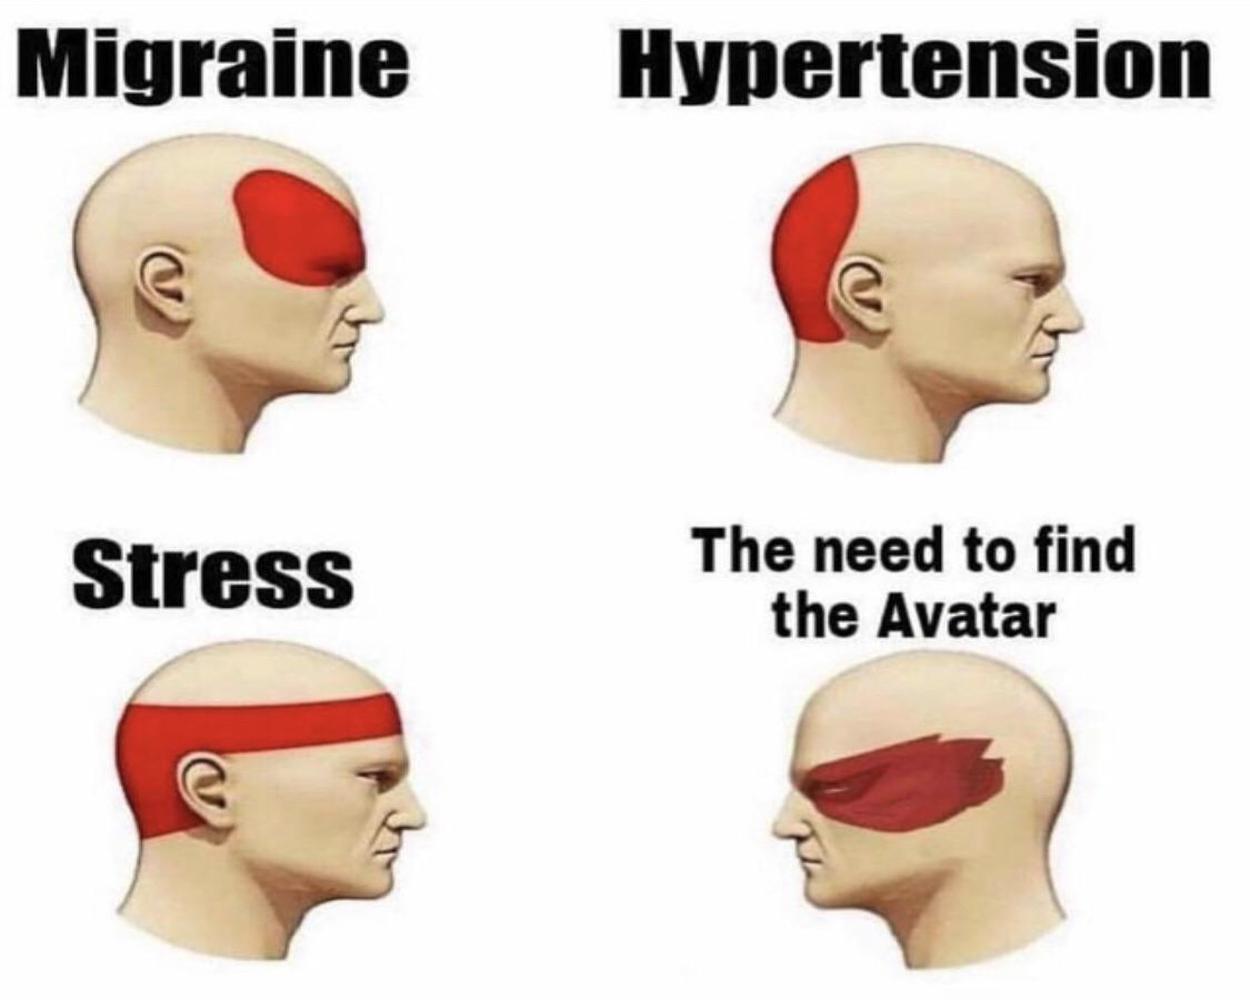 Migraine
Hypertension
Stress
The need to find
the Avatar